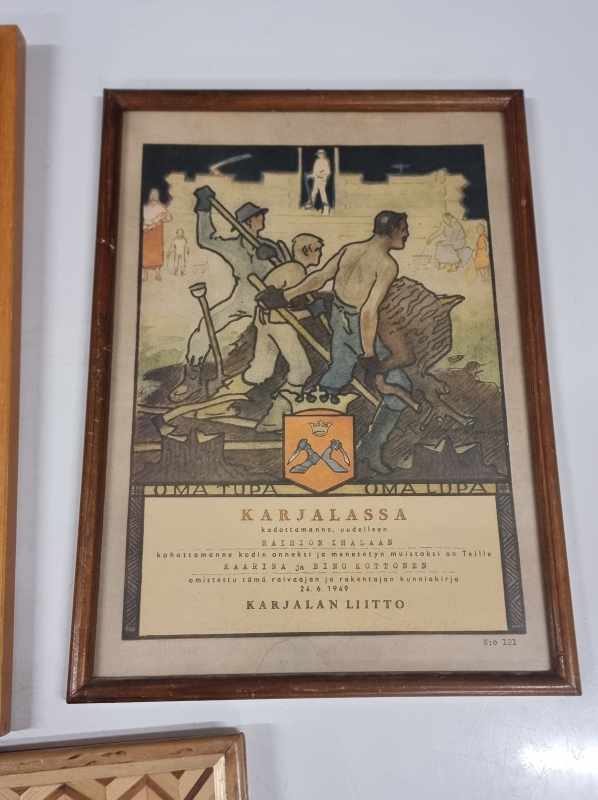 OMA TUPA OMA LUPA
KARJALASSA
kadottamanne, uudelleen
RAISION IHALAAN
kohottamanne kodin onneksi ja menetetyn muistoksi on Teille
KAARINA ja EINO KOTTONEN
omistettu tämä raivaajan ja rakentajan kunniakirja
24.6.1949
KARJALAN LIITTO
N:o 121